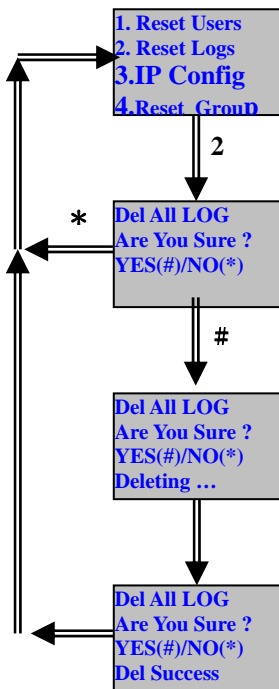 1. Reset Users
2. Reset Logs
3.IP Config
4.Reset Group
2
*
Del All LOG
Are You Sure ?
YES(#)/NO(*)
#
Del All LOG
Are You Sure ?
YES(#)/NO(*)
Deleting ...
Del All LOG
Are You Sure ?
YES(#)/NO(*)
Del Success